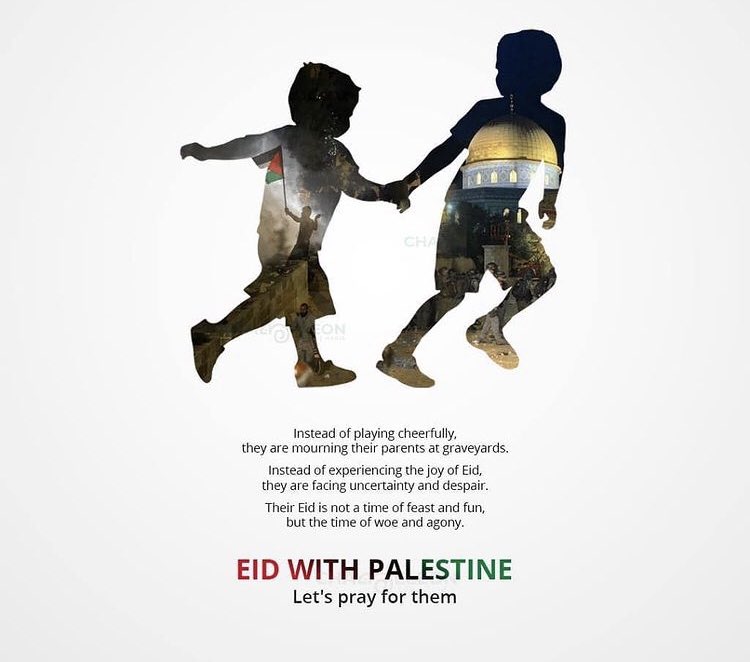 Instead of playing cheerfully,
they are mourning their parents at graveyards.
Instead of experiencing the joy of Eid,
they are facing uncertainty and despair.
Their Eid is not a time of feast and fun,
but the time of woe and agony.
EID WITH PALESTINE
Let's pray for them